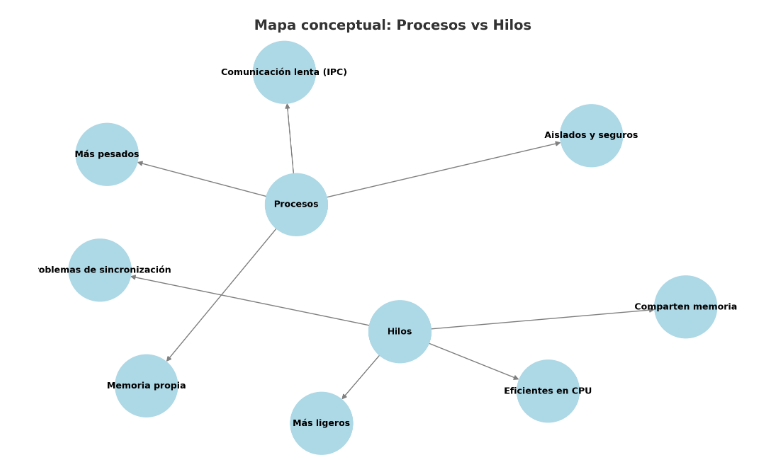 Mapa conceptual: Procesos vs Hilos
Comunicación lenta (IPC)
Aislados y seguros
Más pesados
Procesos
oblemas de sincronización
Comparten memoria
Hilos
Memoria propia
Eficientes en CPU
Más ligeros